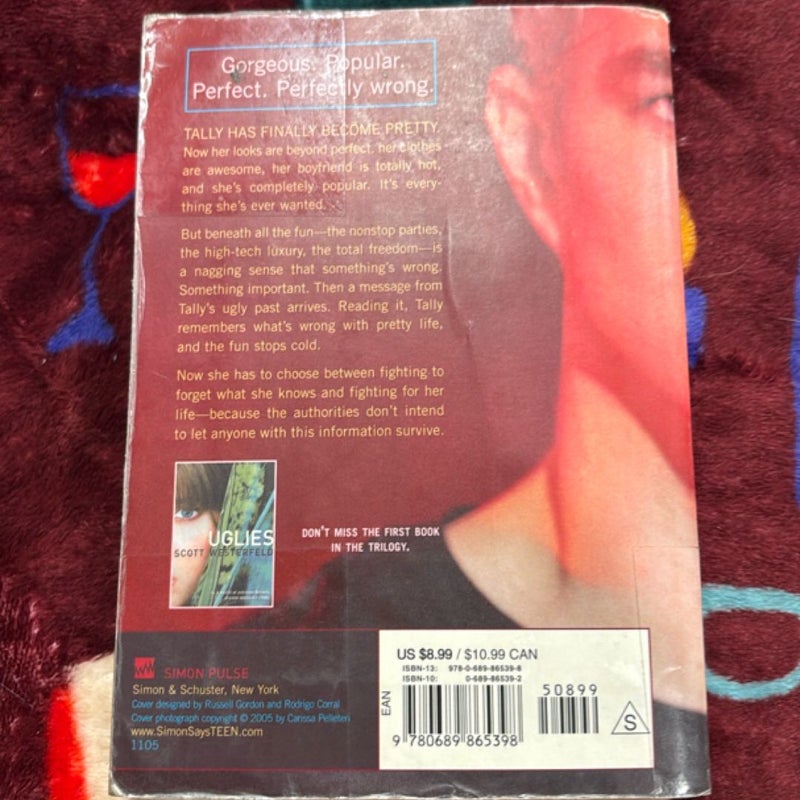 Gorgeous. Popular.
Perfect. Perfectly wrong.
TALLY HAS FINALLY BECOME PRETTY.
Now her looks are beyond perfect, her clothes
are awesome, her boyfriend is totally hot,
and she's completely popular. It's every-
thing she's ever wanted.
But beneath all the fun—the nonstop parties,
the high-tech luxury, the total freedom—is
a nagging sense that something's wrong.
Something important. Then a message from
Tally's ugly past arrives. Reading it, Tally
remembers what's wrong with pretty life,
and the fun stops cold.
Now she has to choose between fighting to
forget what she knows and fighting for her
life—because the authorities don't intend
to let anyone with this information survive.
UGLIES
SCOTT WESTERFELD
DON'T MISS THE FIRST BOOK
IN THE TRILOGY.
SIMON PULSE
Simon & Schuster, New York
Cover designed by Russell Gordon and Rodrigo Corral
Cover photograph copyright © 2005 by Carissa Pelleteri
www.SimonSaysTEEN.com
1105
US $8.99 / $10.99 CAN
ISBN-13: 978-0-689-86539-8
ISBN-10: 0-689-86539-2
EAN
50899
9 780689 865398
S